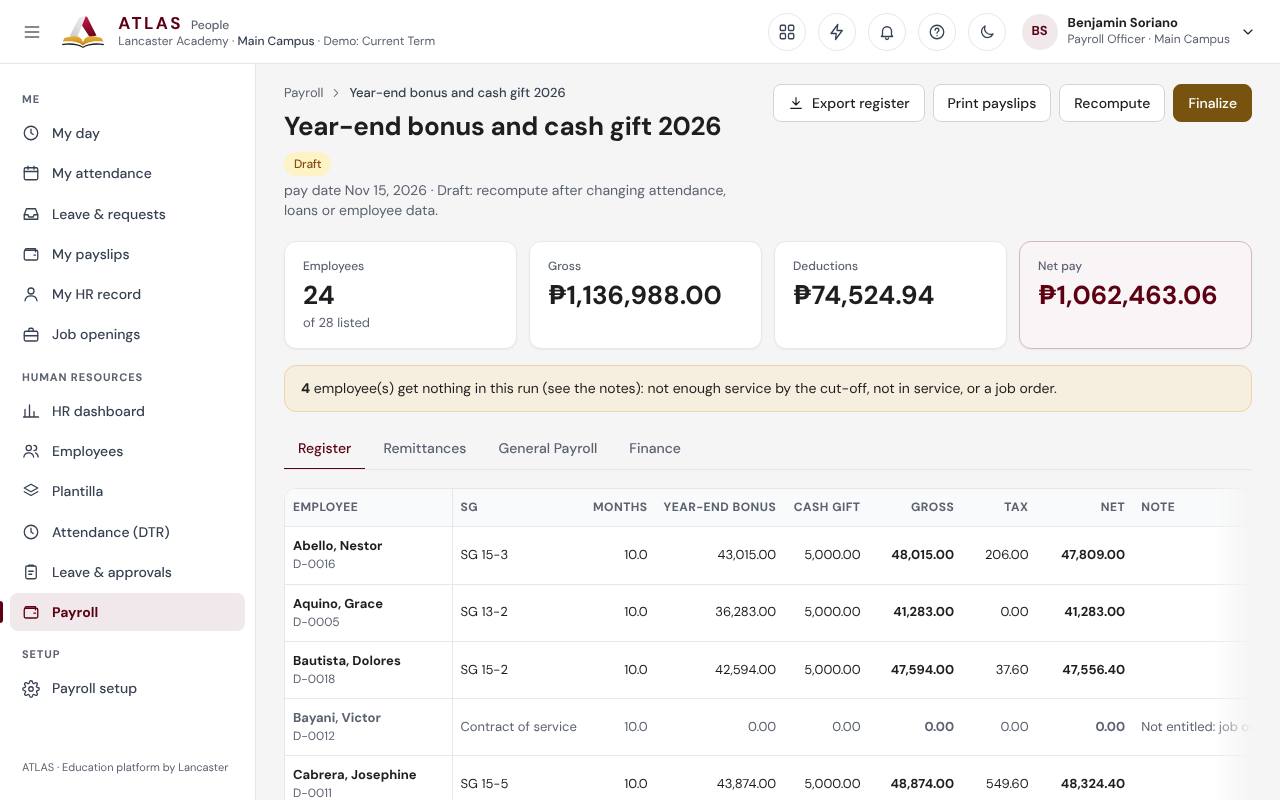 ATLAS People
Lancaster Academy · Main Campus · Demo: Current Term
BS
Benjamin Soriano
Payroll Officer · Main Campus
ME
My day
My attendance
Leave & requests
My payslips
My HR record
Job openings
HUMAN RESOURCES
HR dashboard
Employees
Plantilla
Attendance (DTR)
Leave & approvals
Payroll
SETUP
Payroll setup
ATLAS · Education platform by Lancaster
Payroll > Year-end bonus and cash gift 2026
Export register
Print payslips
Recompute
Finalize
Year-end bonus and cash gift 2026
Draft
pay date Nov 15, 2026 · Draft: recompute after changing attendance,
loans or employee data.
Employees
24
of 28 listed
Gross
₱1,136,988.00
Deductions
₱74,524.94
Net pay
₱1,062,463.06
4 employee(s) get nothing in this run (see the notes): not enough service by the cut-off, not in service, or a job order.
Register Remittances General Payroll Finance
EMPLOYEE SG MONTHS YEAR-END BONUS CASH GIFT GROSS TAX NET NOTE
Abello, Nestor
D-0016
SG 15-3 10.0 43,015.00 5,000.00 48,015.00 206.00 47,809.00
Aquino, Grace
D-0005
SG 13-2 10.0 36,283.00 5,000.00 41,283.00 0.00 41,283.00
Bautista, Dolores
D-0018
SG 15-2 10.0 42,594.00 5,000.00 47,594.00 37.60 47,556.40
Bayani, Victor
D-0012
Contract of service 10.0 0.00 0.00 0.00 0.00 0.00 Not entitled: job
Cabrera, Josephine
D-0011
SG 15-5 10.0 43,874.00 5,000.00 48,874.00 549.60 48,324.40